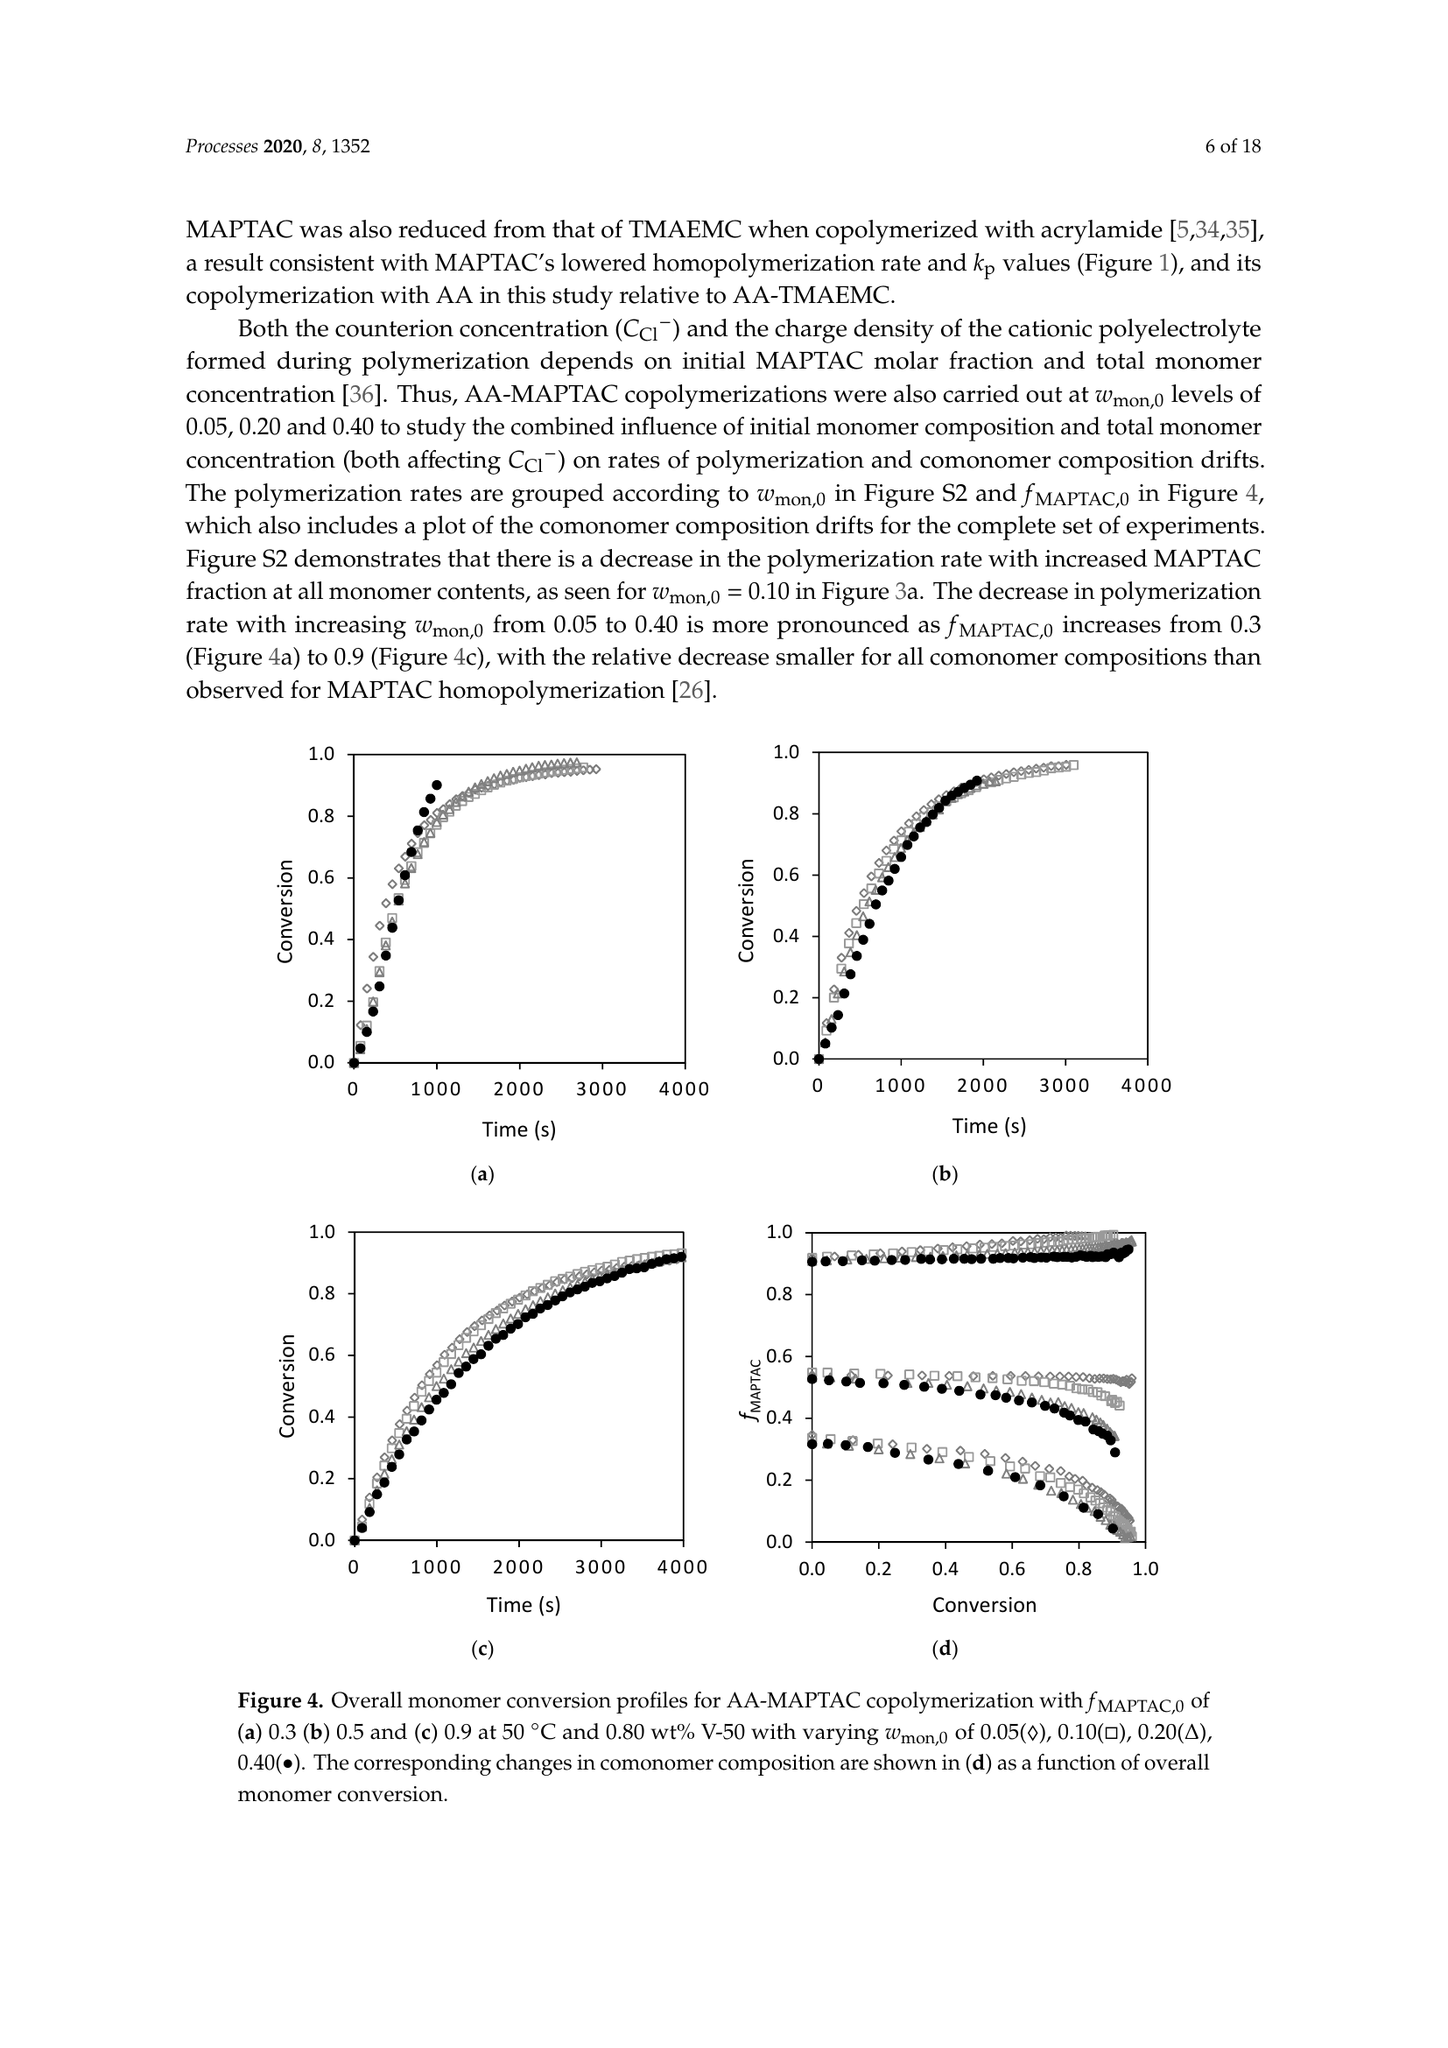 Processes 2020, 8, 1352
6 of 18
MAPTAC was also reduced from that of TMAEMC when copolymerized with acrylamide [5,34,35],
a result consistent with MAPTAC's lowered homopolymerization rate and kp values (Figure 1), and its
copolymerization with AA in this study relative to AA-TMAEMC.
Both the counterion concentration (CCl−) and the charge density of the cationic polyelectrolyte
formed during polymerization depends on initial MAPTAC molar fraction and total monomer
concentration [36]. Thus, AA-MAPTAC copolymerizations were also carried out at wmon,0 levels of
0.05, 0.20 and 0.40 to study the combined influence of initial monomer composition and total monomer
concentration (both affecting CCl−) on rates of polymerization and comonomer composition drifts.
The polymerization rates are grouped according to wmon,0 in Figure S2 and fMAPTAC,0 in Figure 4,
which also includes a plot of the comonomer composition drifts for the complete set of experiments.
Figure S2 demonstrates that there is a decrease in the polymerization rate with increased MAPTAC
fraction at all monomer contents, as seen for wmon,0 = 0.10 in Figure 3a. The decrease in polymerization
rate with increasing wmon,0 from 0.05 to 0.40 is more pronounced as fMAPTAC,0 increases from 0.3
(Figure 4a) to 0.9 (Figure 4c), with the relative decrease smaller for all comonomer compositions than
observed for MAPTAC homopolymerization [26].
1.0
0.8
0.6
0.4
0.2
0.0
Conversion
0 1000 2000 3000 4000
Time (s)
(a)
1.0
0.8
0.6
0.4
0.2
0.0
Conversion
0 1000 2000 3000 4000
Time (s)
(b)
1.0
0.8
0.6
0.4
0.2
0.0
Conversion
0 1000 2000 3000 4000
Time (s)
(c)
1.0
0.8
0.6
0.4
0.2
0.0
fMAPTAC
0.0 0.2 0.4 0.6 0.8 1.0
Conversion
(d)
Figure 4. Overall monomer conversion profiles for AA-MAPTAC copolymerization with fMAPTAC,0 of
(a) 0.3 (b) 0.5 and (c) 0.9 at 50 °C and 0.80 wt% V-50 with varying wmon,0 of 0.05(◊), 0.10(□), 0.20(Δ),
0.40(●). The corresponding changes in comonomer composition are shown in (d) as a function of overall
monomer conversion.